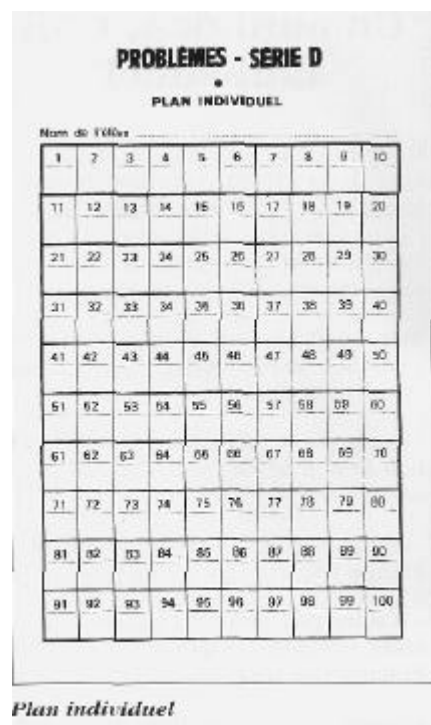 PROBLÈMES - SÉRIE D
PLAN INDIVIDUEL
Nom de l'élève
1 2 3 4 5 6 7 8 9 10
11 12 13 14 15 16 17 18 19 20
21 22 23 24 25 26 27 28 29 30
31 32 33 34 35 36 37 38 39 40
41 42 43 44 45 46 47 48 49 50
51 52 53 54 55 56 57 58 59 60
61 62 63 64 65 66 67 68 69 70
71 72 73 74 75 76 77 78 79 80
81 82 83 84 85 86 87 88 89 90
91 92 93 94 95 96 97 98 99 100
Plan individuel